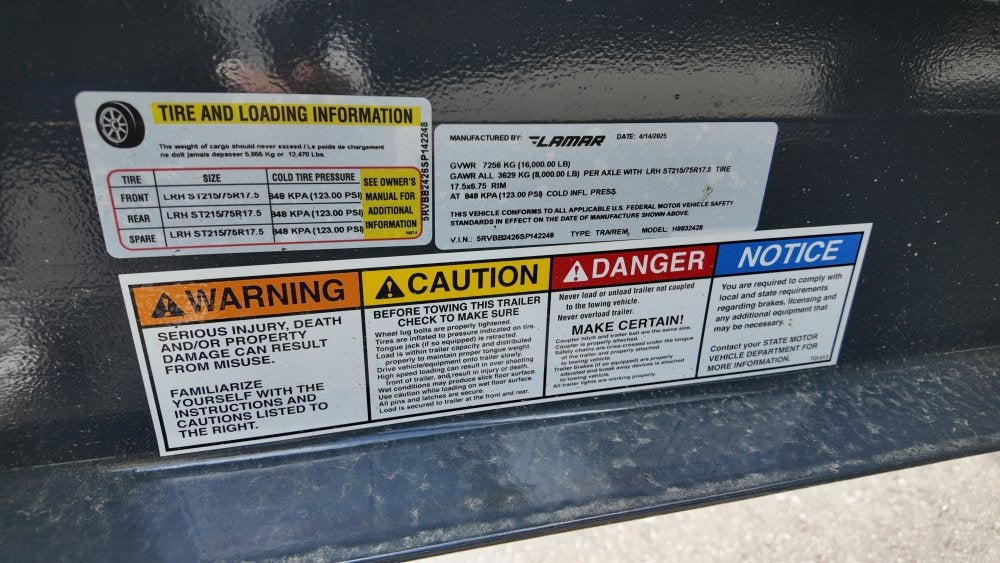 TIRE AND LOADING INFORMATION
The weight of cargo should never exceed / Le poids de chargement
ne doit jamais depasser 5,656 Kg or 12,470 Lbs.
TIRE SIZE COLD TIRE PRESSURE SEE OWNER'S MANUAL FOR ADDITIONAL INFORMATION
FRONT LRH ST215/75R17.5 848 KPA (123.00 PSI)
REAR LRH ST215/75R17.5 848 KPA (123.00 PSI)
SPARE LRH ST215/75R17.5 848 KPA (123.00 PSI)
5RVBB2426SP142248
MANUFACTURED BY: LAMAR DATE: 4/14/2025
GVWR 7256 KG (16,000.00 LB)
GAWR ALL 3629 KG (8,000.00 LB) PER AXLE WITH LRH ST215/75R17.5 TIRE
17.5x6.75 RIM
AT 848 KPA (123.00 PSI) COLD INFL. PRESS.
THIS VEHICLE CONFORMS TO ALL APPLICABLE U.S. FEDERAL MOTOR VEHICLE SAFETY
STANDARDS IN EFFECT ON THE DATE OF MANUFACTURE SHOWN ABOVE.
V.I.N.: 5RVBB2426SP142248 TYPE: TRA/REM, MODEL: H8832428
WARNING
SERIOUS INJURY, DEATH
AND/OR PROPERTY
DAMAGE CAN RESULT
FROM MISUSE.
FAMILIARIZE
YOURSELF WITH THE
INSTRUCTIONS AND
CAUTIONS LISTED TO
THE RIGHT.
CAUTION
BEFORE TOWING THIS TRAILER
CHECK TO MAKE SURE
Wheel lug bolts are properly tightened.
Tires are inflated to pressure indicated on tire.
Tongue jack (if so equipped) is retracted.
Load is within trailer capacity and distributed
properly to maintain proper tongue weight.
Drive vehicle/equipment onto trailer slowly.
High speed loading can result in over shooting
front of trailer, and result in injury or death.
Wet conditions may produce slick floor surface.
Use caution while loading on wet floor surface.
All pins and latches are secure.
Load is secured to trailer at the front and rear.
DANGER
Never load or unload trailer not coupled
to the towing vehicle.
Never overload trailer.
MAKE CERTAIN!
Coupler hitch and trailer ball are the same size.
Coupler is properly attached.
Safety chains are criss-crossed under the tongue
of the trailer and properly attached
to towing vehicle.
Trailer brakes (if so equipped) are properly
adjusted and break away devices is attached
to towing vehicle.
All trailer lights are working properly.
NOTICE
You are required to comply with
local and state requirements
regarding brakes, licensing and
any additional equipment that
may be necessary.
Contact your STATE MOTOR
VEHICLE DEPARTMENT FOR
MORE INFORMATION.